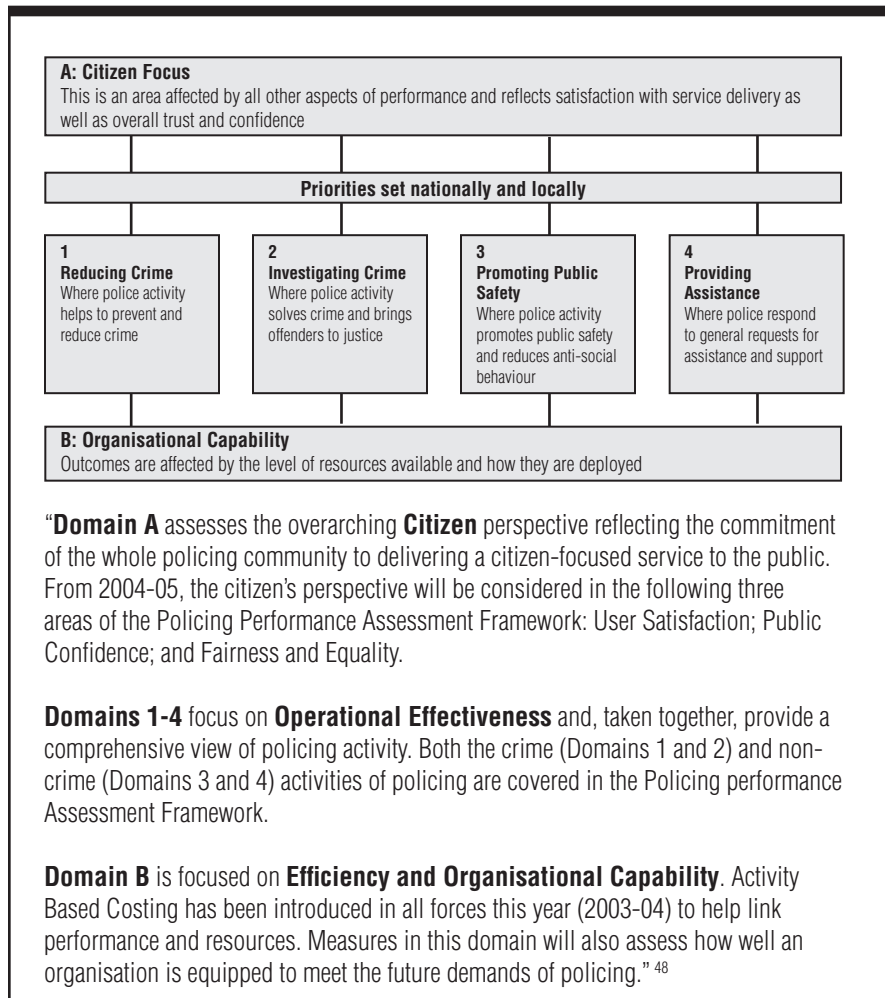 A: Citizen Focus
This is an area affected by all other aspects of performance and reflects satisfaction with service delivery as
well as overall trust and confidence
Priorities set nationally and locally
1
Reducing Crime
Where police activity
helps to prevent and
reduce crime
2
Investigating Crime
Where police activity
solves crime and brings
offenders to justice
3
Promoting Public
Safety
Where police activity
promotes public safety
and reduces anti-social
behaviour
4
Providing
Assistance
Where police respond
to general requests for
assistance and support
B: Organisational Capability
Outcomes are affected by the level of resources available and how they are deployed
“Domain A assesses the overarching Citizen perspective reflecting the commitment
of the whole policing community to delivering a citizen-focused service to the public.
From 2004-05, the citizen’s perspective will be considered in the following three
areas of the Policing Performance Assessment Framework: User Satisfaction; Public
Confidence; and Fairness and Equality.
Domains 1-4 focus on Operational Effectiveness and, taken together, provide a
comprehensive view of policing activity. Both the crime (Domains 1 and 2) and non-
crime (Domains 3 and 4) activities of policing are covered in the Policing performance
Assessment Framework.
Domain B is focused on Efficiency and Organisational Capability. Activity
Based Costing has been introduced in all forces this year (2003-04) to help link
performance and resources. Measures in this domain will also assess how well an
organisation is equipped to meet the future demands of policing.” 48